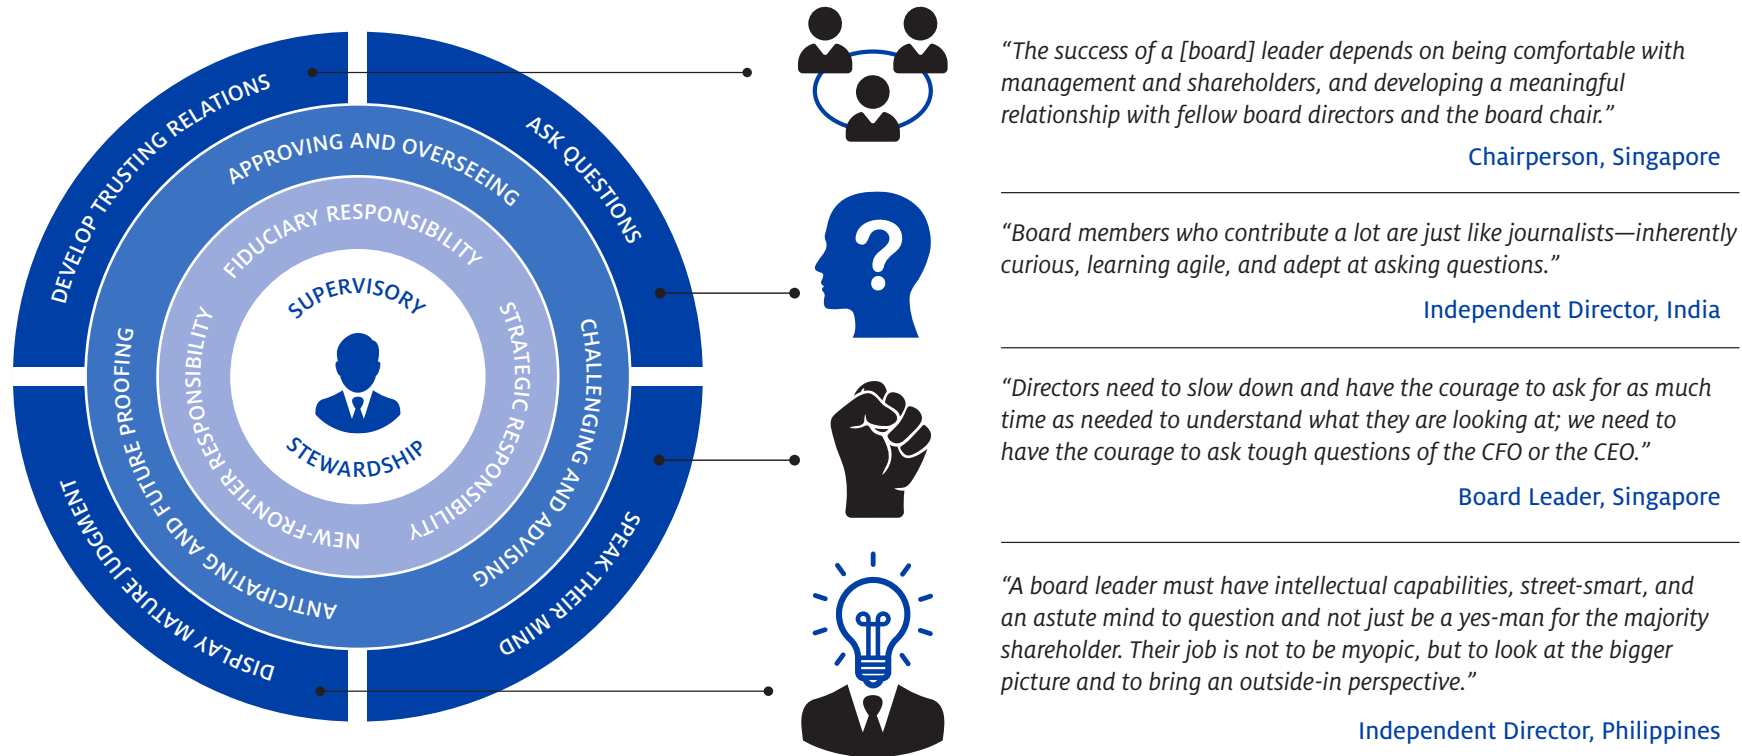 DEVELOP TRUSTING RELATIONS
ASK QUESTIONS
SPEAK THEIR MIND
DISPLAY MATURE JUDGMENT
APPROVING AND OVERSEEING
CHALLENGING AND ADVISING
ANTICIPATING AND FUTURE PROOFING
FIDUCIARY RESPONSIBILITY
STRATEGIC RESPONSIBILITY
NEW-FRONTIER RESPONSIBILITY
SUPERVISORY
STEWARDSHIP
?
“The success of a [board] leader depends on being comfortable with
management and shareholders, and developing a meaningful
relationship with fellow board directors and the board chair.”
Chairperson, Singapore
“Board members who contribute a lot are just like journalists—inherently
curious, learning agile, and adept at asking questions.”
Independent Director, India
“Directors need to slow down and have the courage to ask for as much
time as needed to understand what they are looking at; we need to
have the courage to ask tough questions of the CFO or the CEO.”
Board Leader, Singapore
“A board leader must have intellectual capabilities, street-smart, and
an astute mind to question and not just be a yes-man for the majority
shareholder. Their job is not to be myopic, but to look at the bigger
picture and to bring an outside-in perspective.”
Independent Director, Philippines